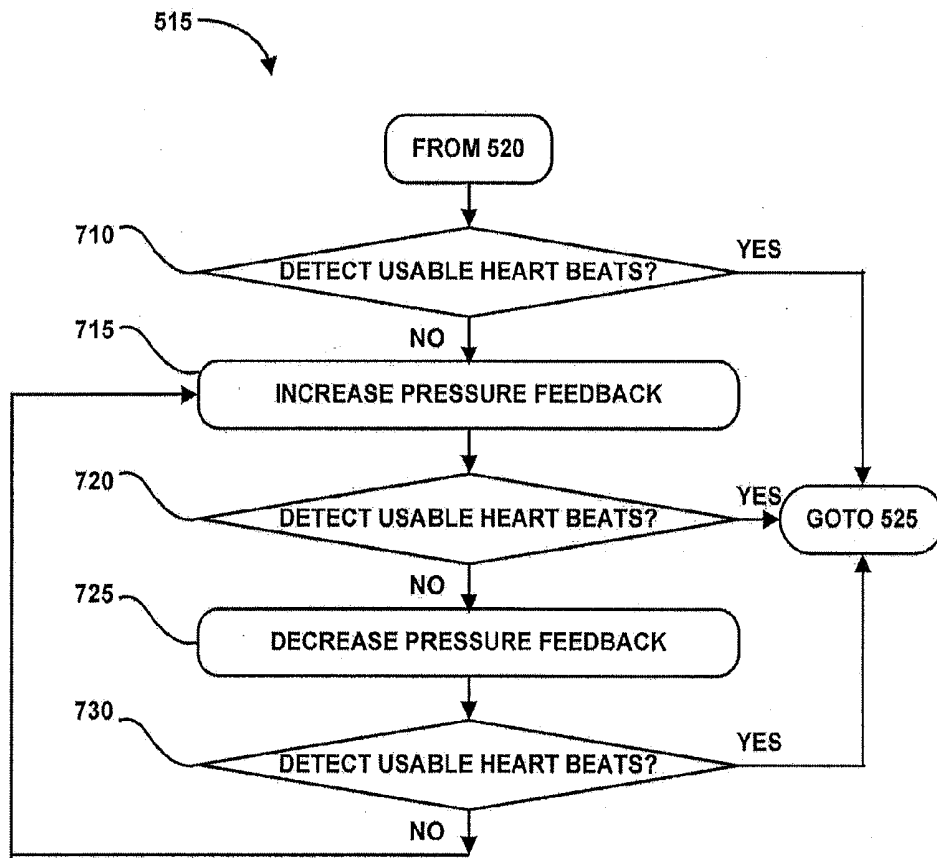 515
FROM 520
710
DETECT USABLE HEART BEATS?
YES
NO
715
INCREASE PRESSURE FEEDBACK
720
DETECT USABLE HEART BEATS?
YES
GOTO 525
NO
725
DECREASE PRESSURE FEEDBACK
730
DETECT USABLE HEART BEATS?
YES
NO